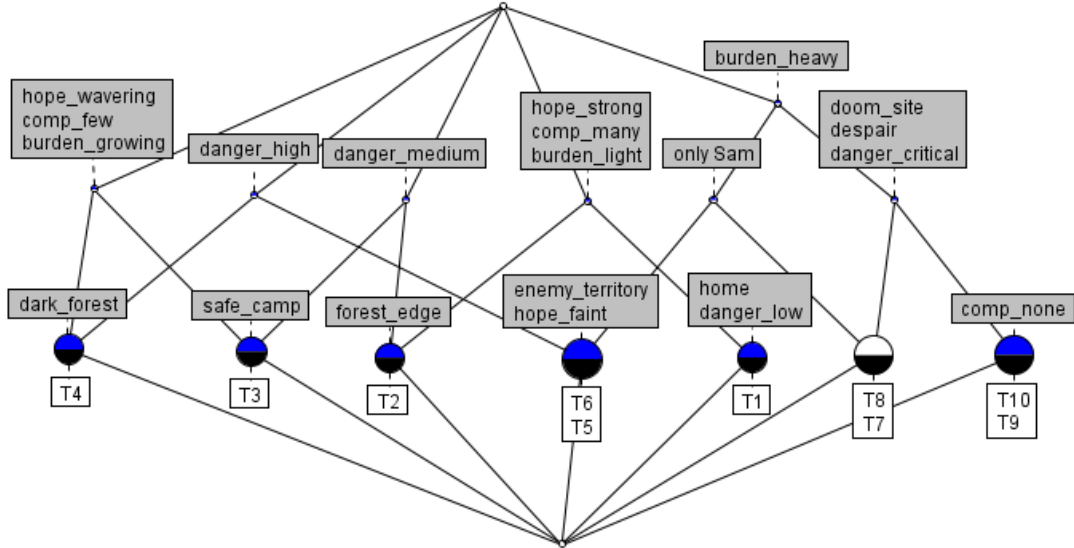 burden_heavy
hope_wavering
comp_few
burden_growing
danger_high
danger_medium
hope_strong
comp_many
burden_light
only Sam
doom_site
despair
danger_critical
dark_forest
safe_camp
forest_edge
enemy_territory
hope_faint
home
danger_low
comp_none
T4
T3
T2
T6
T5
T1
T8
T7
T10
T9